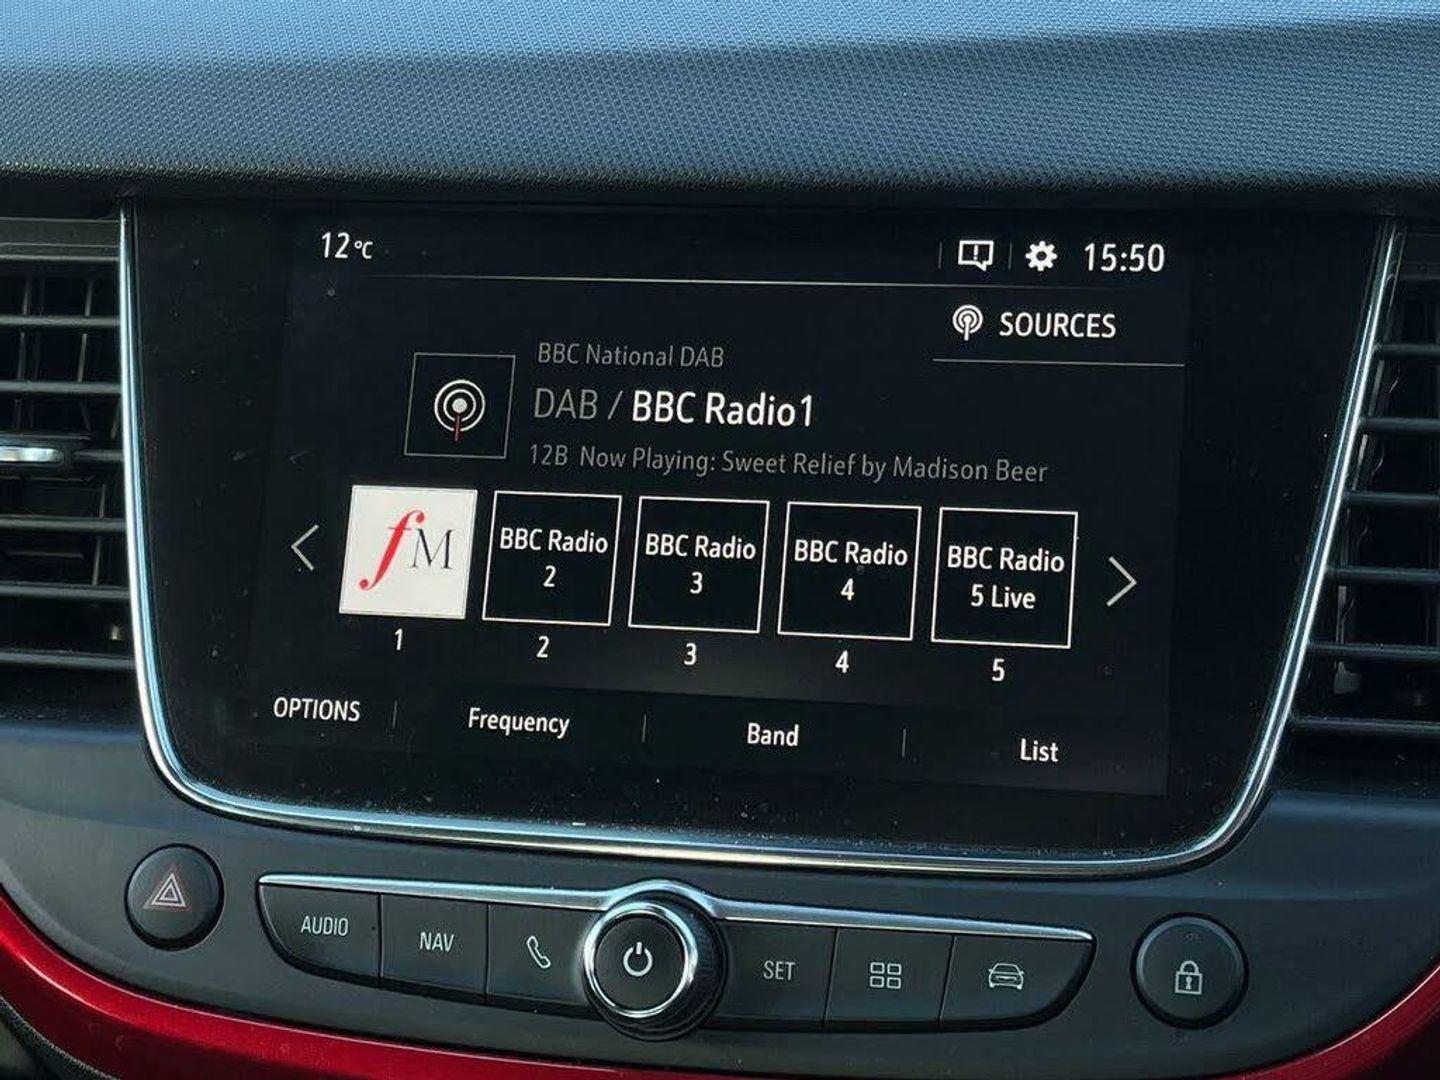 12°C
15:50
SOURCES
BBC National DAB
DAB / BBC Radio1
12B Now Playing: Sweet Relief by Madison Beer
fM
BBC Radio
2
BBC Radio
3
BBC Radio
4
BBC Radio
5 Live
1
2
3
4
5
OPTIONS
Frequency
Band
List
AUDIO
NAV
SET